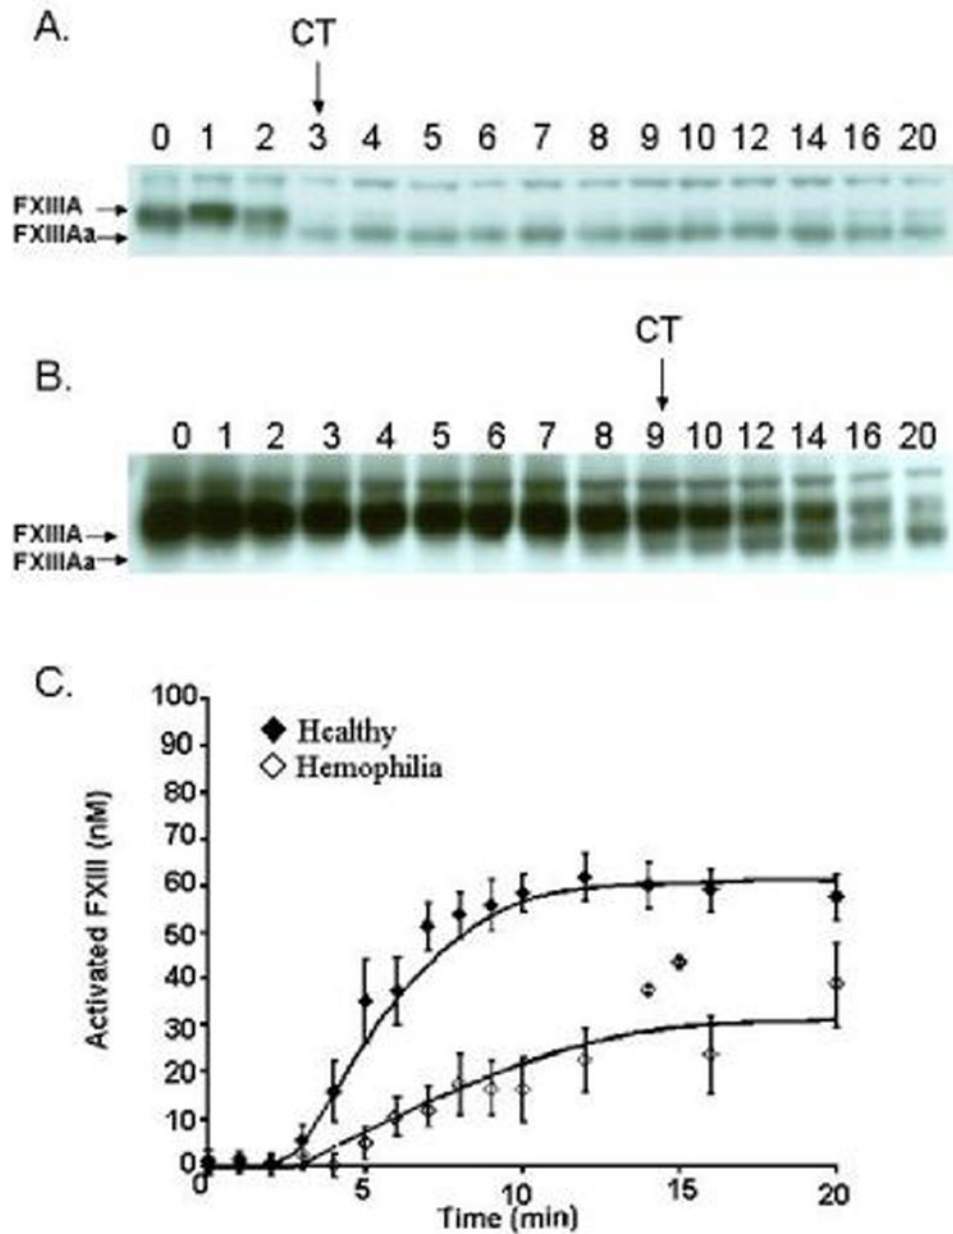 A.
CT
0 1 2 3 4 5 6 7 8 9 10 12 14 16 20
FXIIIA
FXIIIAa
CT
B.
0 1 2 3 4 5 6 7 8 9 10 12 14 16 20
FXIIIA
FXIIIAa
C.
Activated FXIII (nM)
100
90
80
70
60
50
40
30
20
10
0
Healthy
Hemophilia
0 5 10 15 20
Time (min)